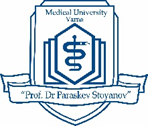 Medical University
Varna
"Prof. Dr Paraskev Stoyanov"